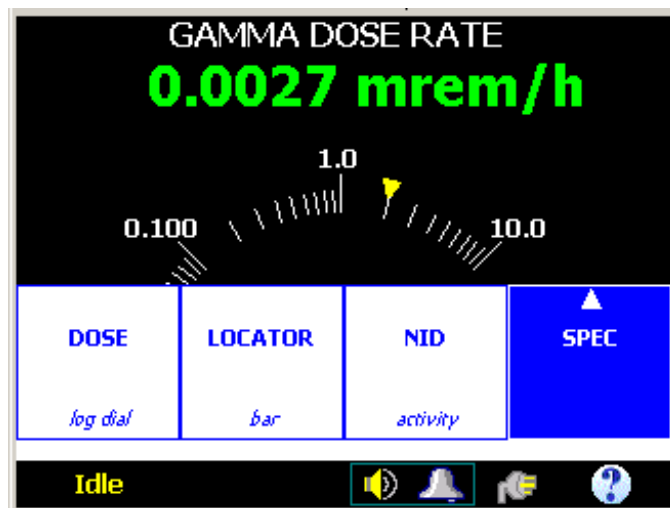 GAMMA DOSE RATE
0.0027 mrem/h
1.0
0.100 10.0
DOSE LOCATOR NID SPEC
log dial bar activity
Idle ?